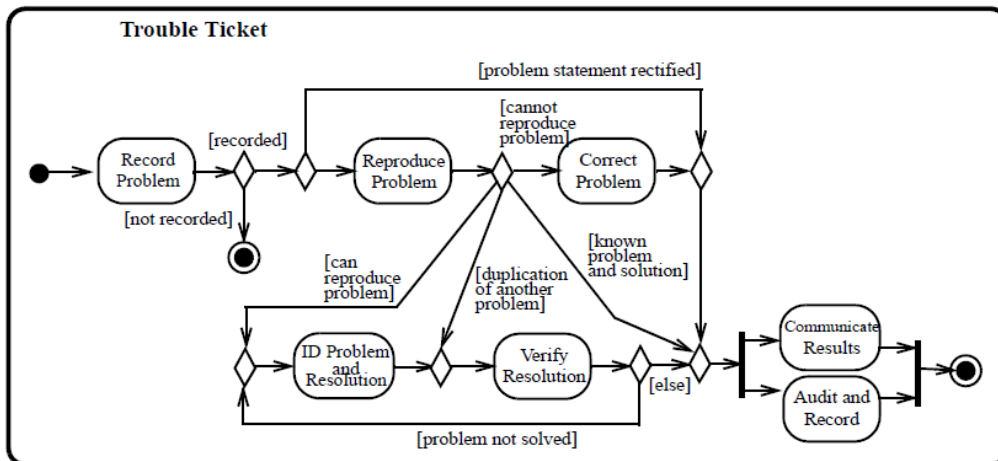 Trouble Ticket
[problem statement rectified]
[cannot
reproduce
problem]
[recorded]
Record
Problem
Reproduce
Problem
Correct
Problem
[not recorded]
[can
reproduce
problem]
[duplication
of another
problem]
[known
problem
and solution]
ID Problem
and
Resolution
Verify
Resolution
[else]
Communicate
Results
Audit and
Record
[problem not solved]